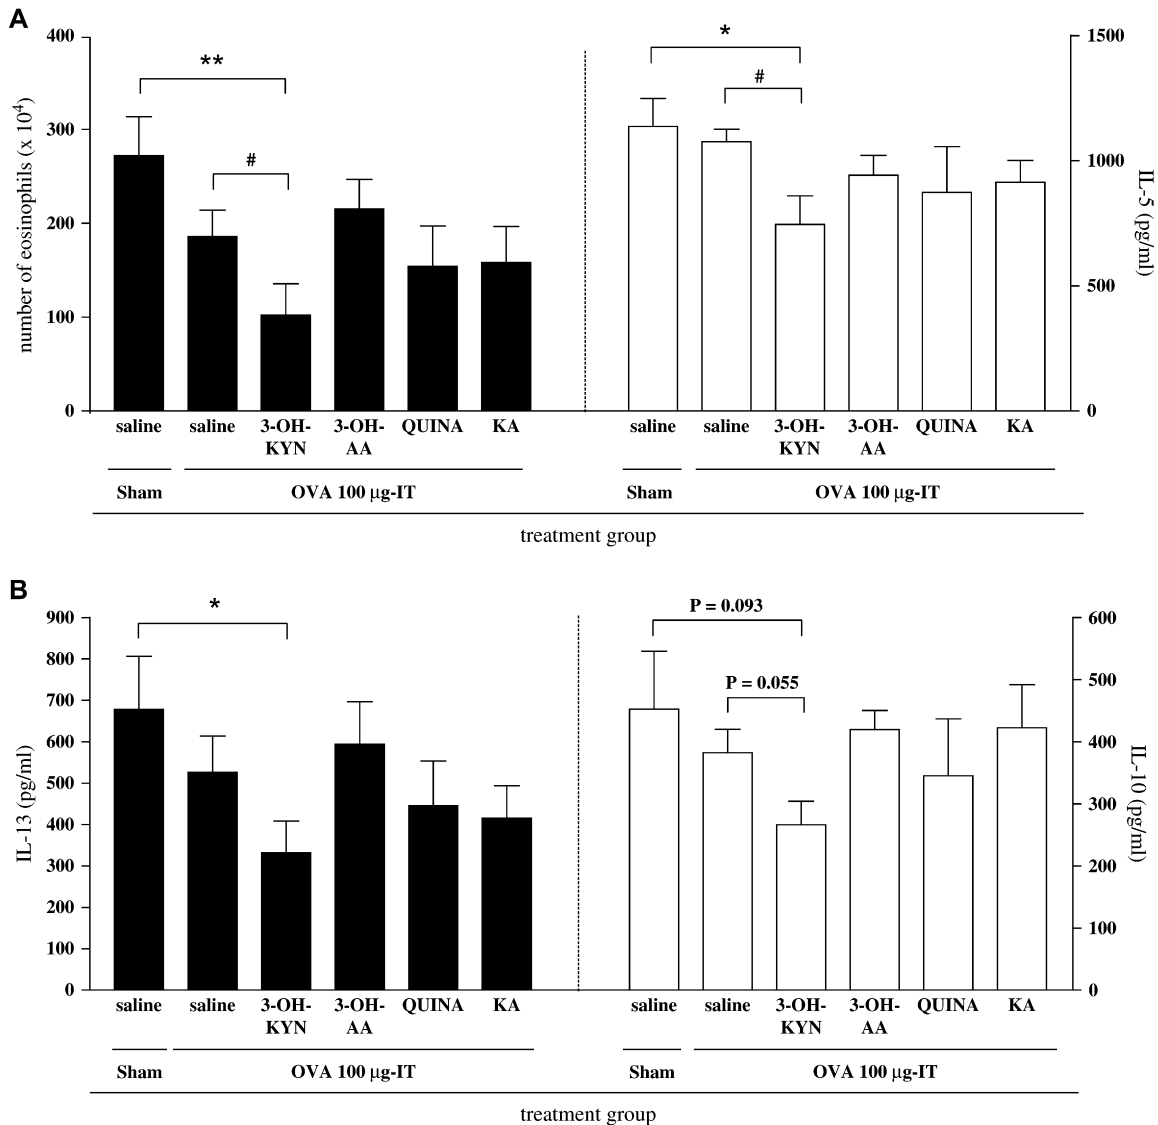 A
number of eosinophils (x 10⁴)
400
300
200
100
0
**
#
*
#
1500
1000
500
0
IL-5 (pg/ml)
saline saline 3-OH-KYN 3-OH-AA QUINA KA
saline saline 3-OH-KYN 3-OH-AA QUINA KA
Sham OVA 100 µg-IT
Sham OVA 100 µg-IT
treatment group
B
IL-13 (pg/ml)
900
800
700
600
500
400
300
200
100
0
*
P = 0.093
P = 0.055
600
500
400
300
200
100
0
IL-10 (pg/ml)
saline saline 3-OH-KYN 3-OH-AA QUINA KA
saline saline 3-OH-KYN 3-OH-AA QUINA KA
Sham OVA 100 µg-IT
Sham OVA 100 µg-IT
treatment group